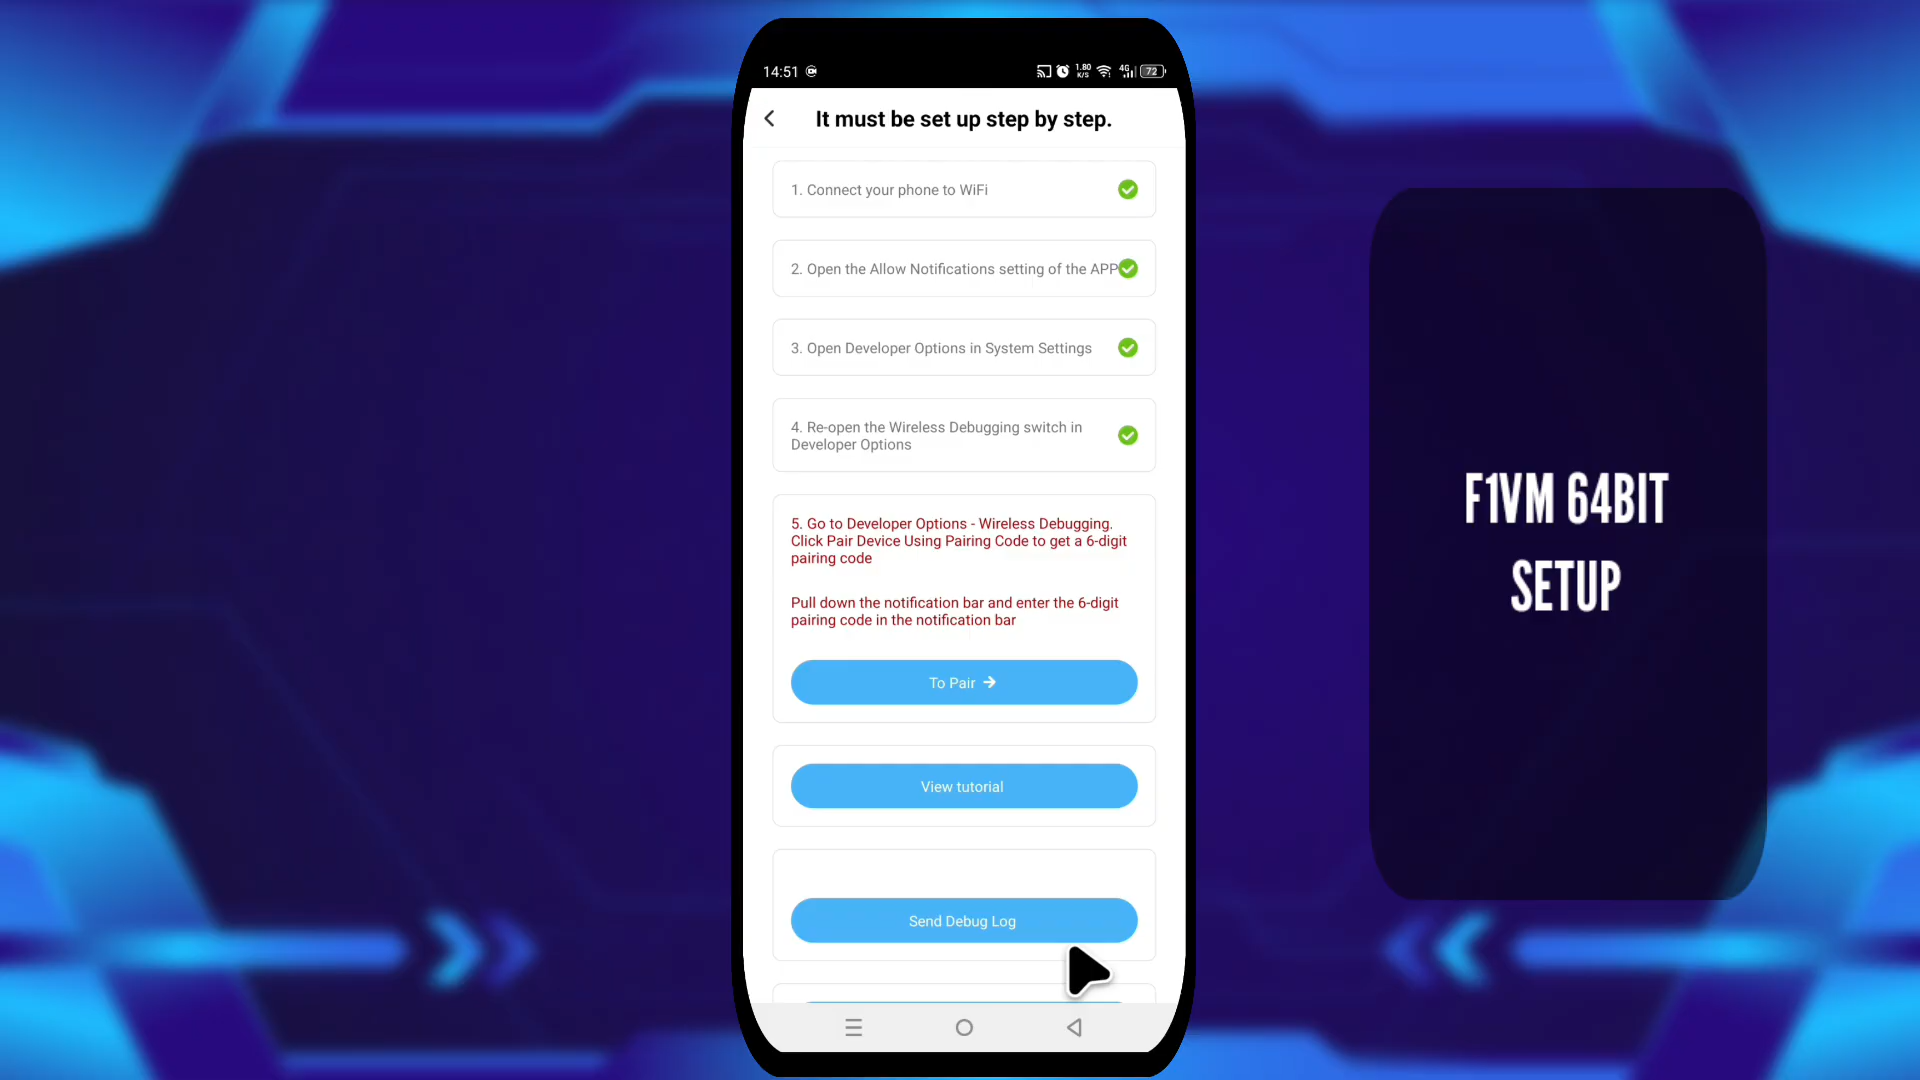 14:51
1.80
K/S
4G
72
It must be set up step by step.
1. Connect your phone to WiFi
2. Open the Allow Notifications setting of the APP
3. Open Developer Options in System Settings
4. Re-open the Wireless Debugging switch in
Developer Options
5. Go to Developer Options - Wireless Debugging.
Click Pair Device Using Pairing Code to get a 6-digit
pairing code
Pull down the notification bar and enter the 6-digit
pairing code in the notification bar
To Pair
View tutorial
Send Debug Log
F1VM 64BIT
SETUP